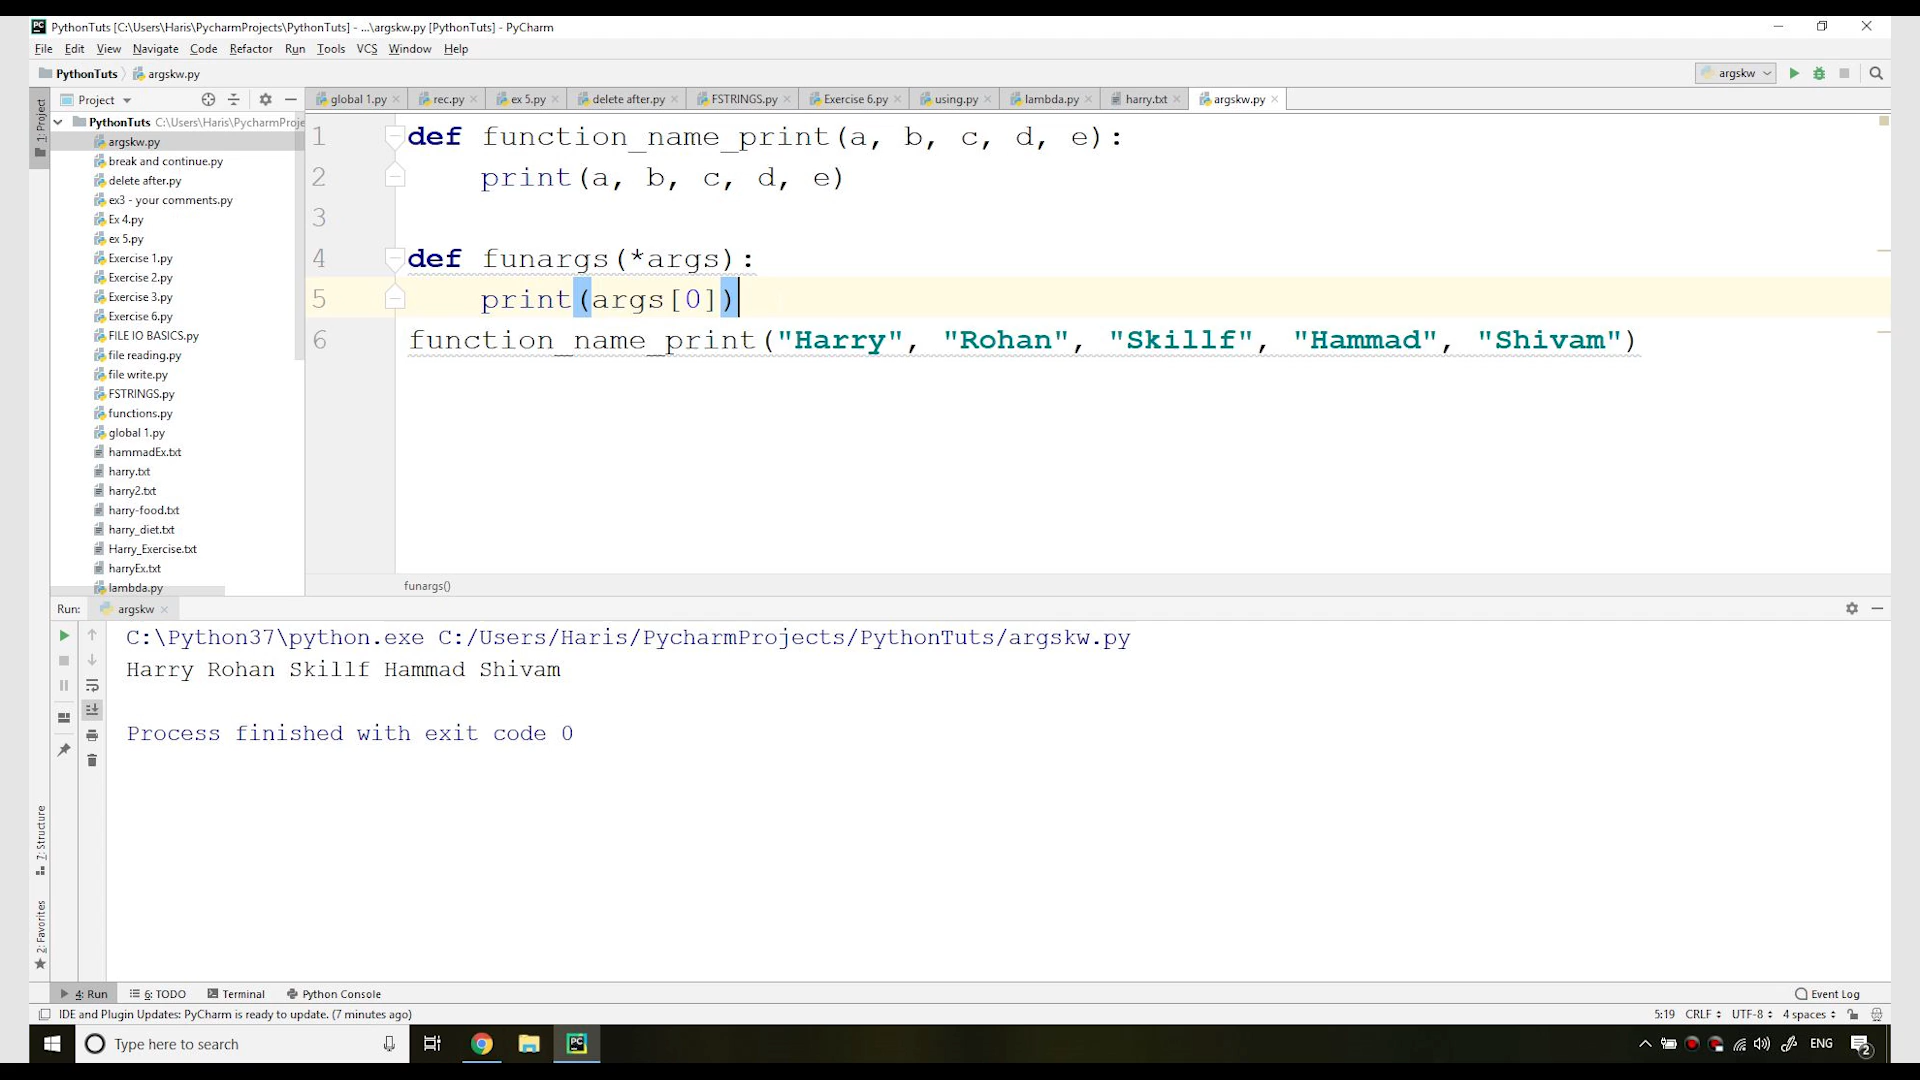 PythonTuts [C:\Users\Haris\PycharmProjects\PythonTuts] - ...\argskw.py [PythonTuts] - PyCharm
File Edit View Navigate Code Refactor Run Tools VCS Window Help
PythonTuts argskw.py argskw
1: Project
Project
global 1.py rec.py ex 5.py delete after.py FSTRINGS.py Exercise 6.py using.py lambda.py harry.txt argskw.py
PythonTuts C:\Users\Haris\PycharmProje
argskw.py
break and continue.py
delete after.py
ex3 - your comments.py
Ex 4.py
ex 5.py
Exercise 1.py
Exercise 2.py
Exercise 3.py
Exercise 6.py
FILE IO BASICS.py
file reading.py
file write.py
FSTRINGS.py
functions.py
global 1.py
hammadEx.txt
harry.txt
harry2.txt
harry-food.txt
harry_diet.txt
Harry_Exercise.txt
harryEx.txt
lambda.py
1 def function_name_print(a, b, c, d, e):
2 print(a, b, c, d, e)
3
4 def funargs(*args):
5 print(args[0])
6 function_name_print("Harry", "Rohan", "Skillf", "Hammad", "Shivam")
funargs()
Run: argskw
C:\Python37\python.exe C:/Users/Haris/PycharmProjects/PythonTuts/argskw.py
Harry Rohan Skillf Hammad Shivam
Process finished with exit code 0
7: Structure
2: Favorites
4: Run 6: TODO Terminal Python Console Event Log
IDE and Plugin Updates: PyCharm is ready to update. (7 minutes ago) 5:19 CRLF UTF-8 4 spaces
Type here to search ENG 2